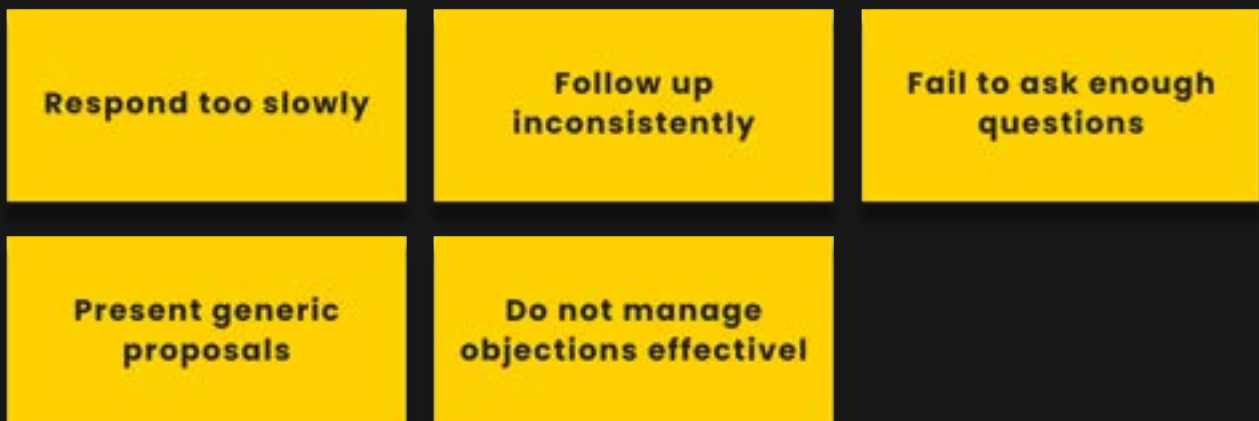 Respond too slowly
Follow up
inconsistently
Fail to ask enough
questions
Present generic
proposals
Do not manage
objections effectivel